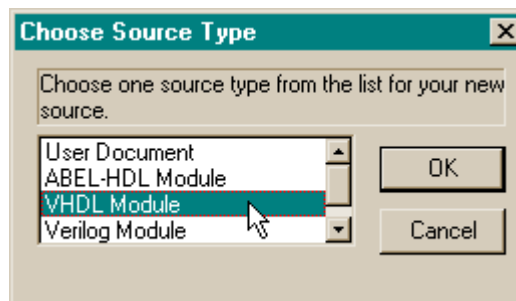 Choose Source Type
Choose one source type from the list for your new
source.
User Document
ABEL-HDL Module
VHDL Module
Verilog Module
OK
Cancel